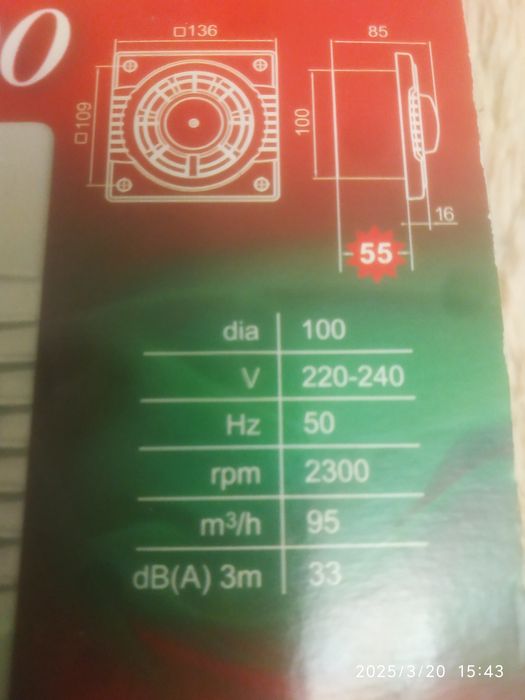 □136
85
□109
100
16
55
dia 100
V 220-240
Hz 50
rpm 2300
m³/h 95
dB(A) 3m 33
2025/3/20 15:43